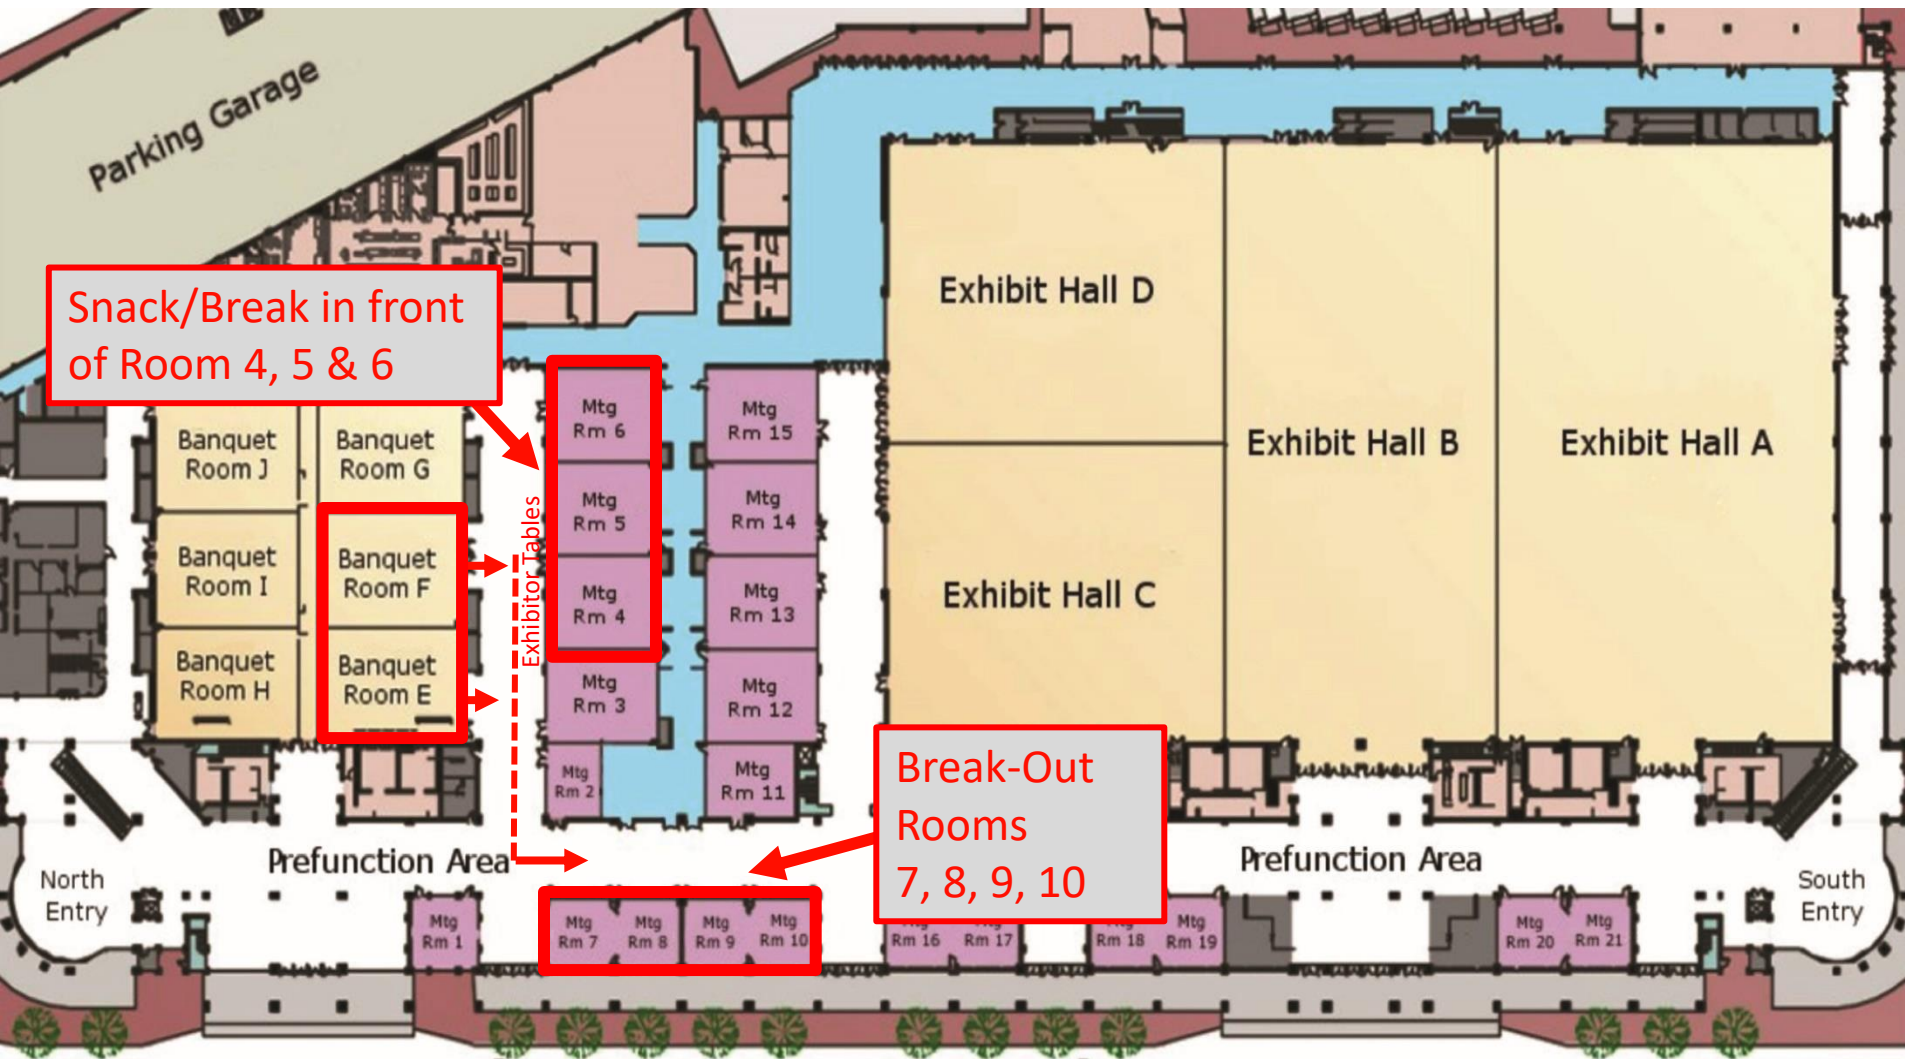 Parking Garage
Snack/Break in front
of Room 4, 5 & 6
Exhibit Hall D
Exhibit Hall B
Exhibit Hall A
Exhibit Hall C
Banquet
Room J
Banquet
Room G
Banquet
Room I
Banquet
Room F
Banquet
Room H
Banquet
Room E
Exhibitor Tables
Mtg
Rm 6
Mtg
Rm 15
Mtg
Rm 5
Mtg
Rm 14
Mtg
Rm 4
Mtg
Rm 13
Mtg
Rm 3
Mtg
Rm 12
Mtg
Rm 2
Mtg
Rm 11
Break-Out
Rooms
7, 8, 9, 10
Prefunction Area
Prefunction Area
North
Entry
South
Entry
Mtg
Rm 1
Mtg
Rm 7
Mtg
Rm 8
Mtg
Rm 9
Mtg
Rm 10
Rm 16
Rm 17
Rm 18
Mtg
Rm 19
Mtg
Rm 20
Mtg
Rm 21